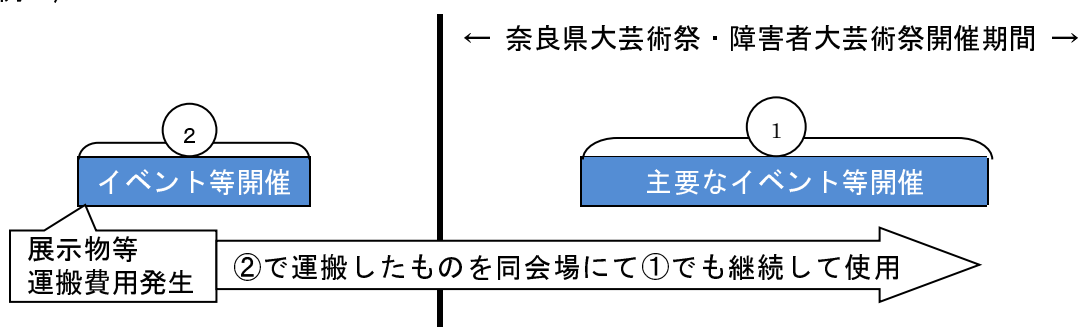 ← 奈良県大芸術祭・障害者大芸術祭開催期間 →
②
①
イベント等開催
主要なイベント等開催
展示物等
運搬費用発生
②で運搬したものを同会場にて①でも継続して使用